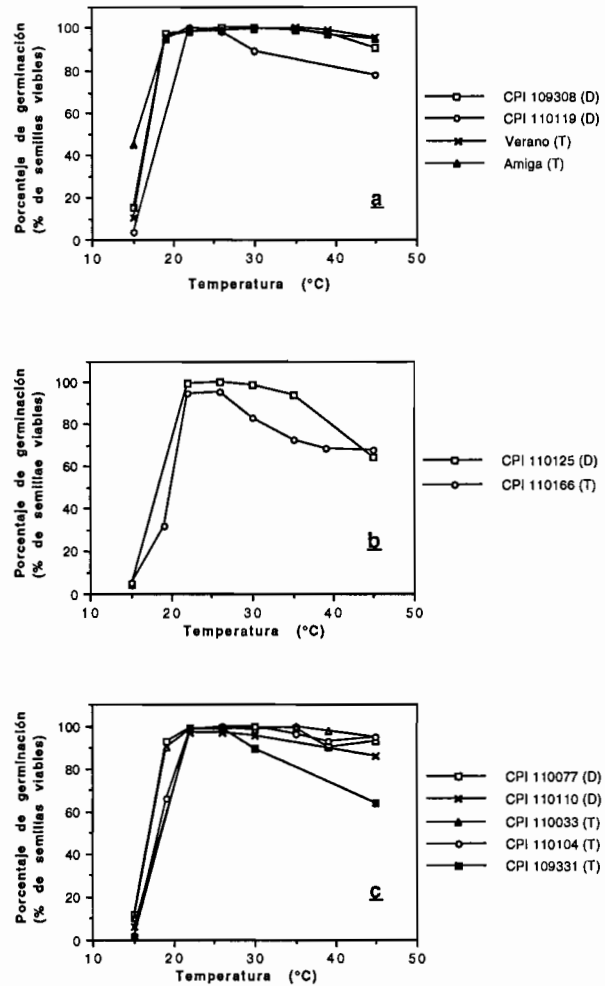 Porcentaje de germinación
(% de semillas viables)
100
80
60
40
20
0
10
20
30
40
50
Temperatura (°C)
a
CPI 109308 (D)
CPI 110119 (D)
Verano (T)
Amiga (T)
Porcentaje de germinación
(% de semillae viables)
100
80
60
40
20
0
10
20
30
40
50
Temperatura (°C)
b
CPI 110125 (D)
CPI 110166 (T)
Porcentaje de germinación
(% de semillas viables)
100
80
60
40
20
0
10
20
30
40
50
Temperatura (°C)
c
CPI 110077 (D)
CPI 110110 (D)
CPI 110033 (T)
CPI 110104 (T)
CPI 109331 (T)